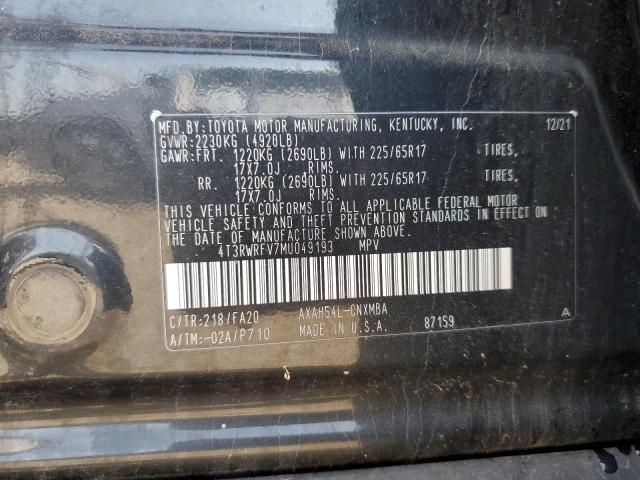 MFD.BY:TOYOTA MOTOR MANUFACTURING, KENTUCKY, INC. 12/21
GVWR:2230KG (4920LB)
GAWR:FRT. 1220KG (2690LB) WITH 225/65R17 TIRES,
17X7.0J RIMS.
RR. 1220KG (2690LB) WITH 225/65R17 TIRES,
17X7.0J RIMS.
THIS VEHICLE CONFORMS TO ALL APPLICABLE FEDERAL MOTOR
VEHICLE SAFETY AND THEFT PREVENTION STANDARDS IN EFFECT ON
THE DATE OF MANUFACTURE SHOWN ABOVE.
4T3RWRFV7MU049193 MPV
C/TR:218/FA20 AXAH54L-CNXMBA
A/TM:-02A/P710 MADE IN U.S.A. 87159 A